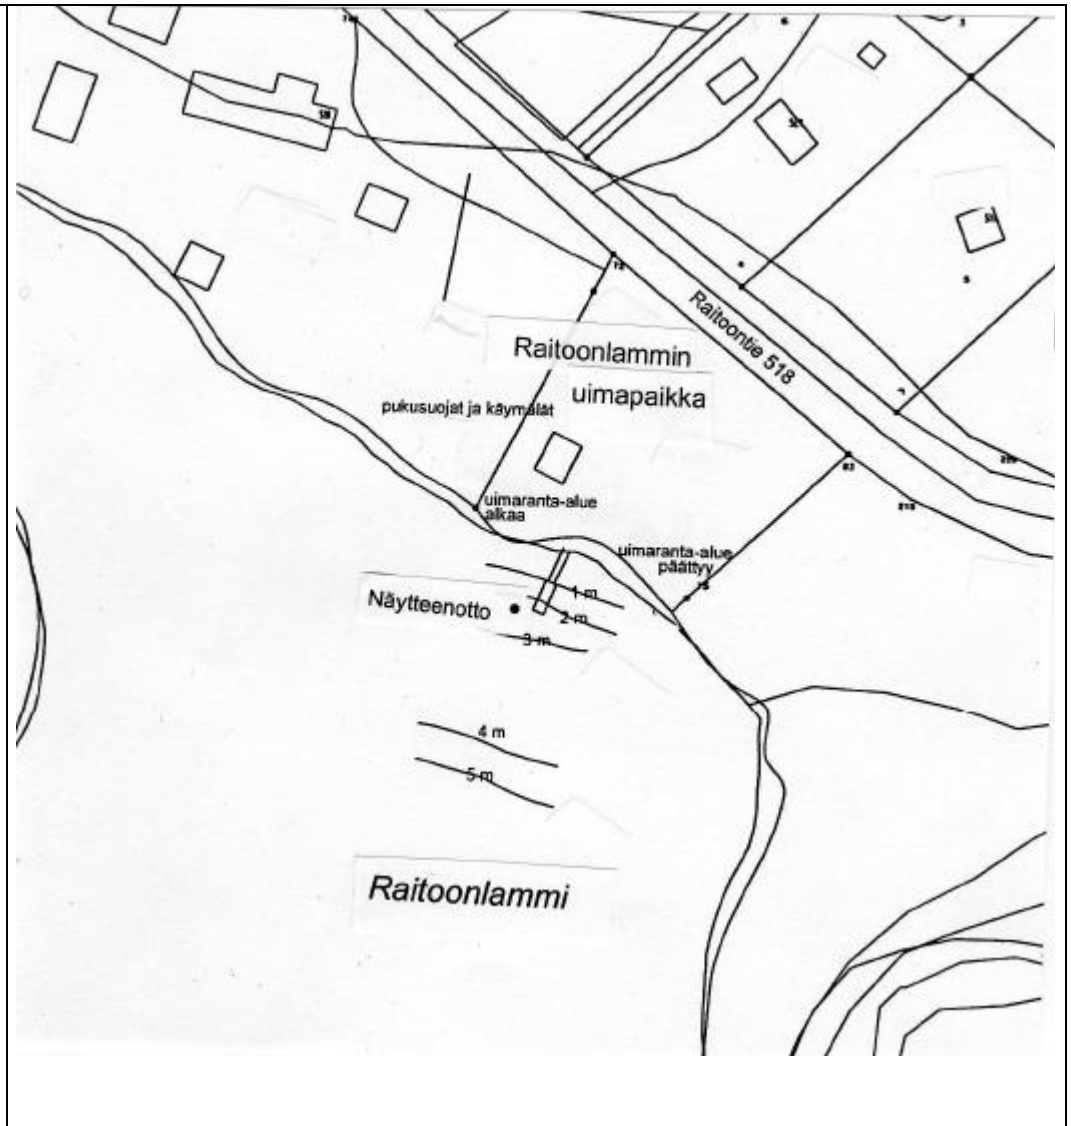 Raitoontie 518
Raitoonlammin
uimapaikka
pukusuojat ja käymälät
uimaranta-alue
alkaa
uimaranta-alue
päättyy
1 m
Näytteenotto
2 m
3 m
4 m
5 m
Raitoonlammi